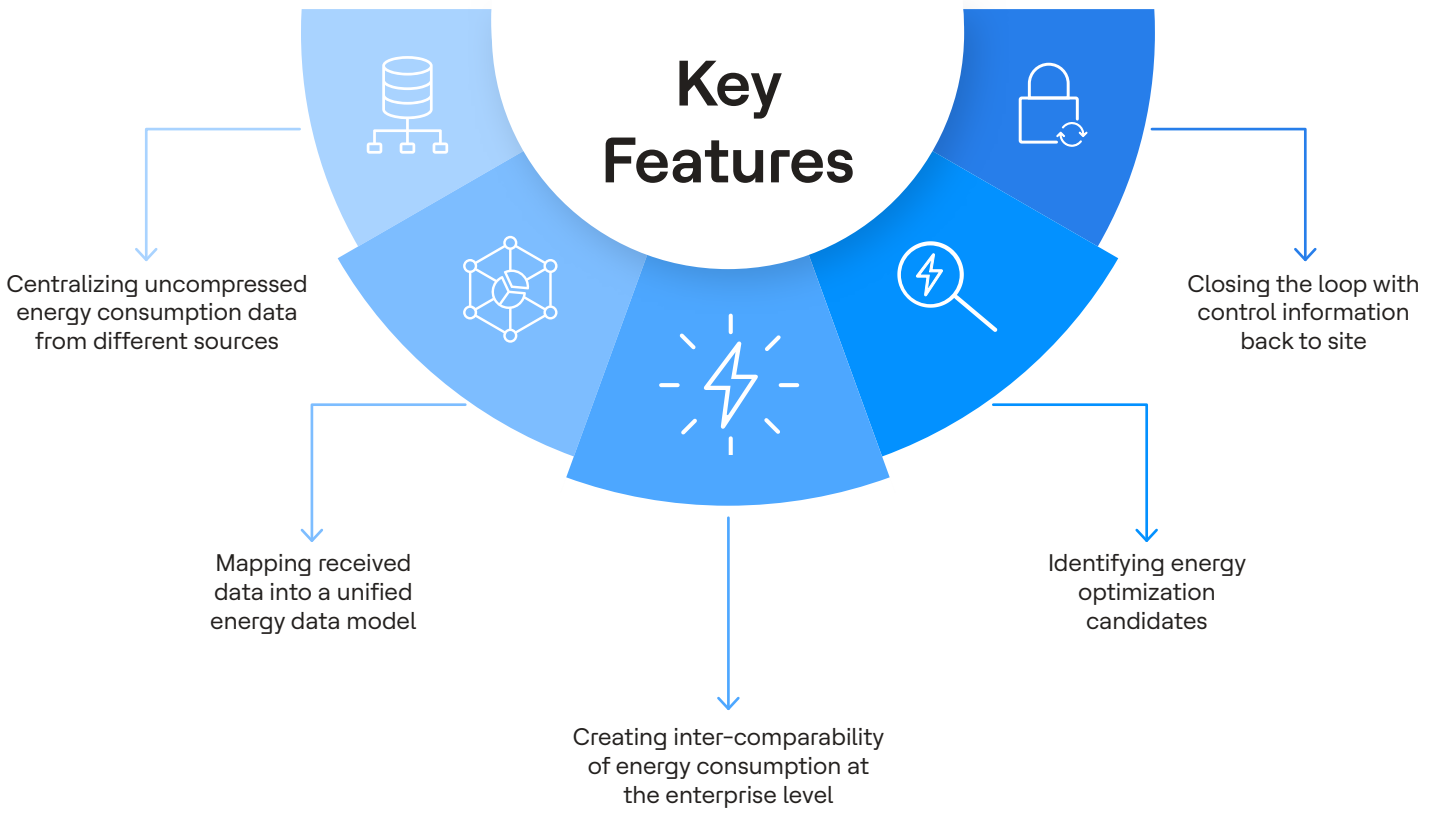 Key
Features
Centralizing uncompressed
energy consumption data
from different sources
Mapping received
data into a unified
energy data model
Creating inter-comparability
of energy consumption at
the enterprise level
Identifying energy
optimization
candidates
Closing the loop with
control information
back to site